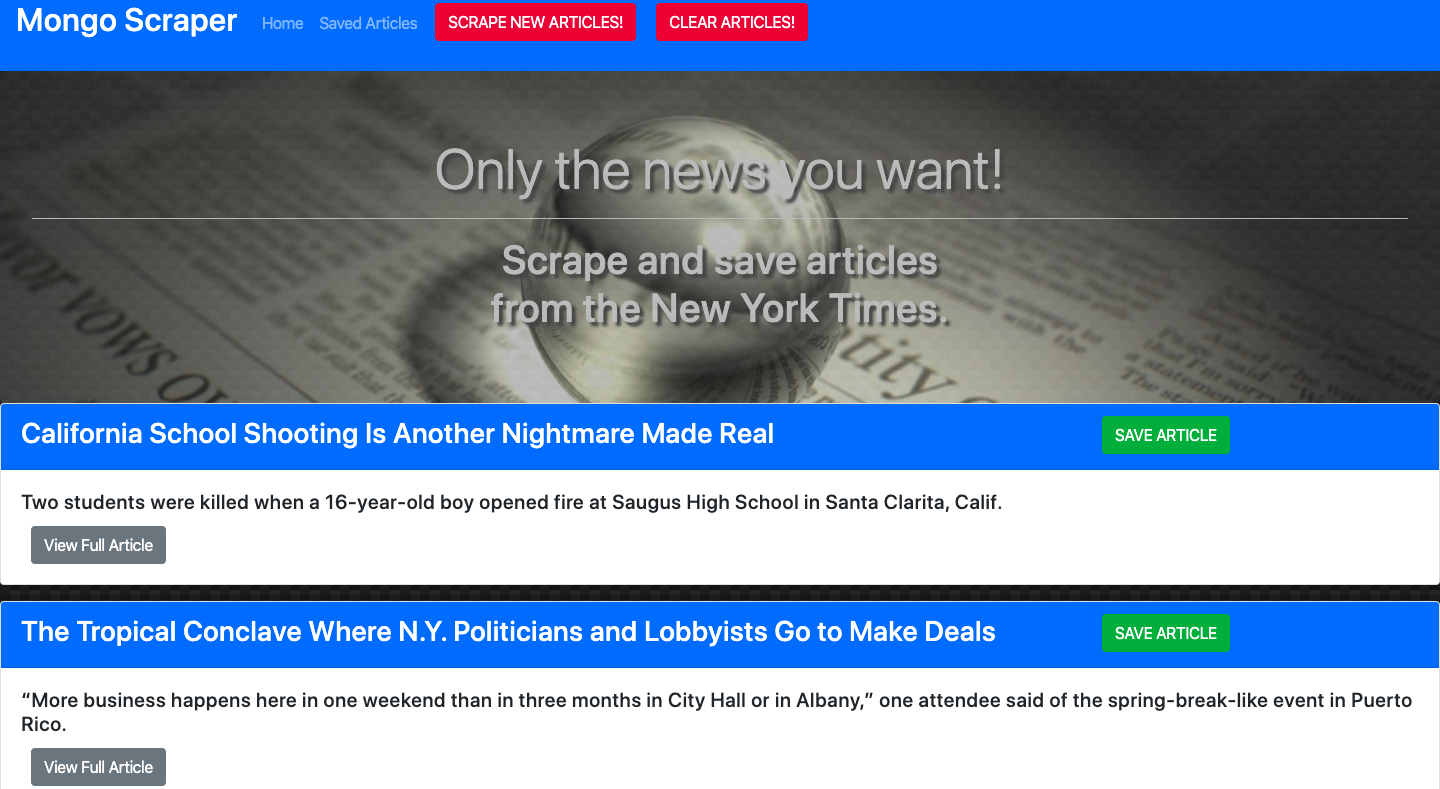 Mongo Scraper Home Saved Articles SCRAPE NEW ARTICLES! CLEAR ARTICLES!
Only the news you want!
Scrape and save articles
from the New York Times.
VOWS
California School Shooting Is Another Nightmare Made Real SAVE ARTICLE
Two students were killed when a 16-year-old boy opened fire at Saugus High School in Santa Clarita, Calif.
View Full Article
The Tropical Conclave Where N.Y. Politicians and Lobbyists Go to Make Deals SAVE ARTICLE
“More business happens here in one weekend than in three months in City Hall or in Albany,” one attendee said of the spring-break-like event in Puerto
Rico.
View Full Article